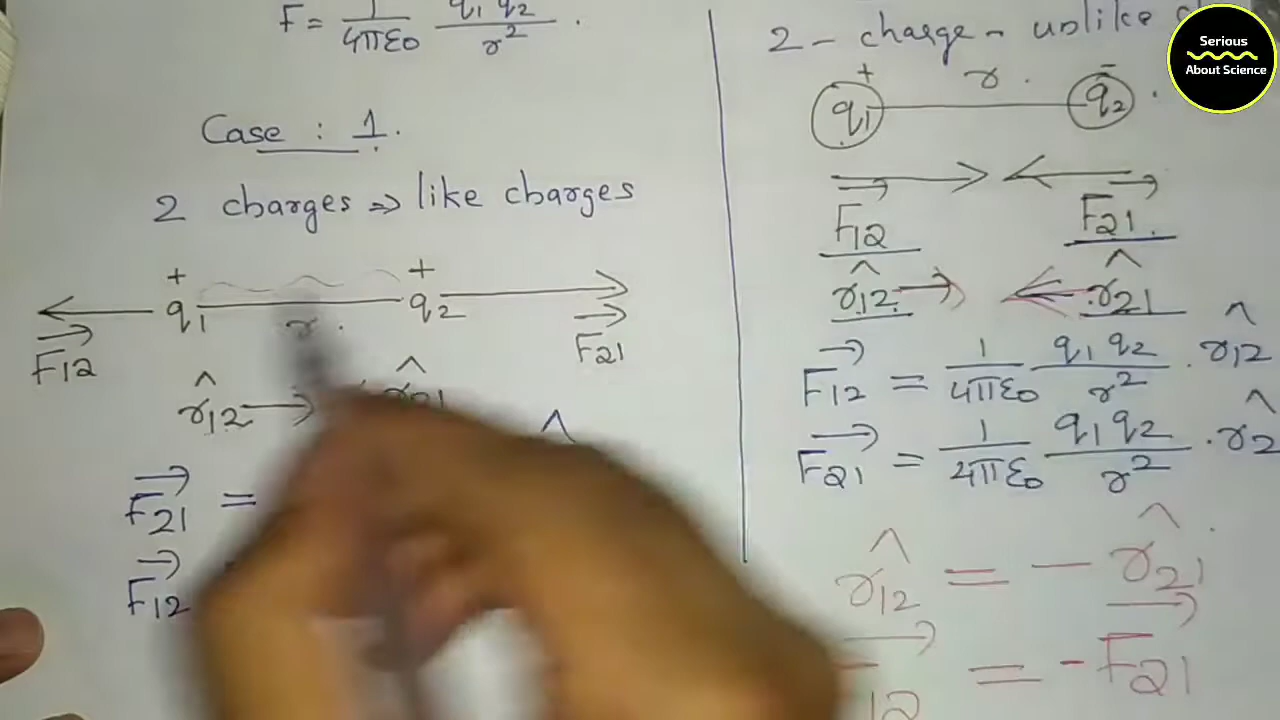 F = 1/4πε₀ q₁q₂/r² .
Case : 1.
2 charges ⇒ like charges
+ +
q₁ r . q₂
F₁₂→ F₂₁→
r̂₁₂ → r̂₂₁
F₂₁→ =
F₁₂→
2 - charge - unlike
+ r . -
q₁ q₂ .
F₁₂→ F₂₁→ .
r̂₁₂ → ← r̂₂₁
F₁₂→ = 1/4πε₀ q₁q₂/r² . r̂₁₂
F₂₁→ = 1/4πε₀ q₁q₂/r² . r̂₂
r̂₁₂ = - r̂₂₁ .
₁₂→ = - F₂₁→
Serious
About Science